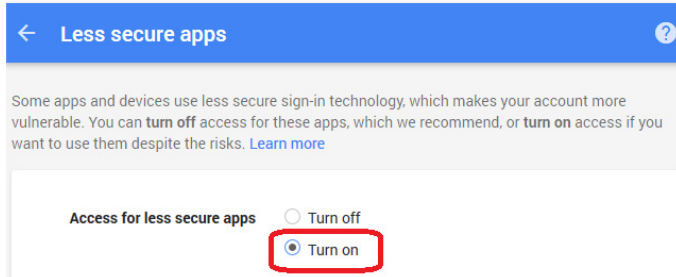 Less secure apps
Some apps and devices use less secure sign-in technology, which makes your account more
vulnerable. You can turn off access for these apps, which we recommend, or turn on access if you
want to use them despite the risks. Learn more
Access for less secure apps Turn off
Turn on